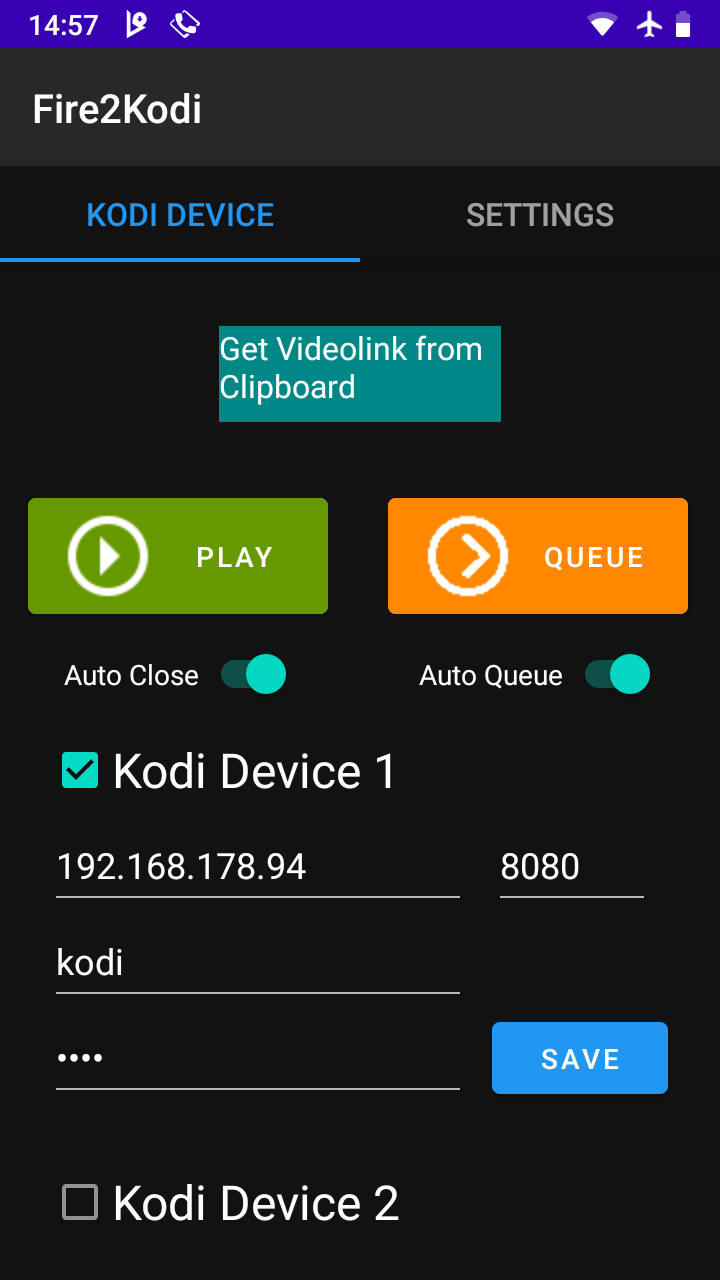 14:57
Fire2Kodi
KODI DEVICE
SETTINGS
Get Videolink from
Clipboard
PLAY
QUEUE
Auto Close
Auto Queue
Kodi Device 1
192.168.178.94
8080
kodi
••••
SAVE
Kodi Device 2